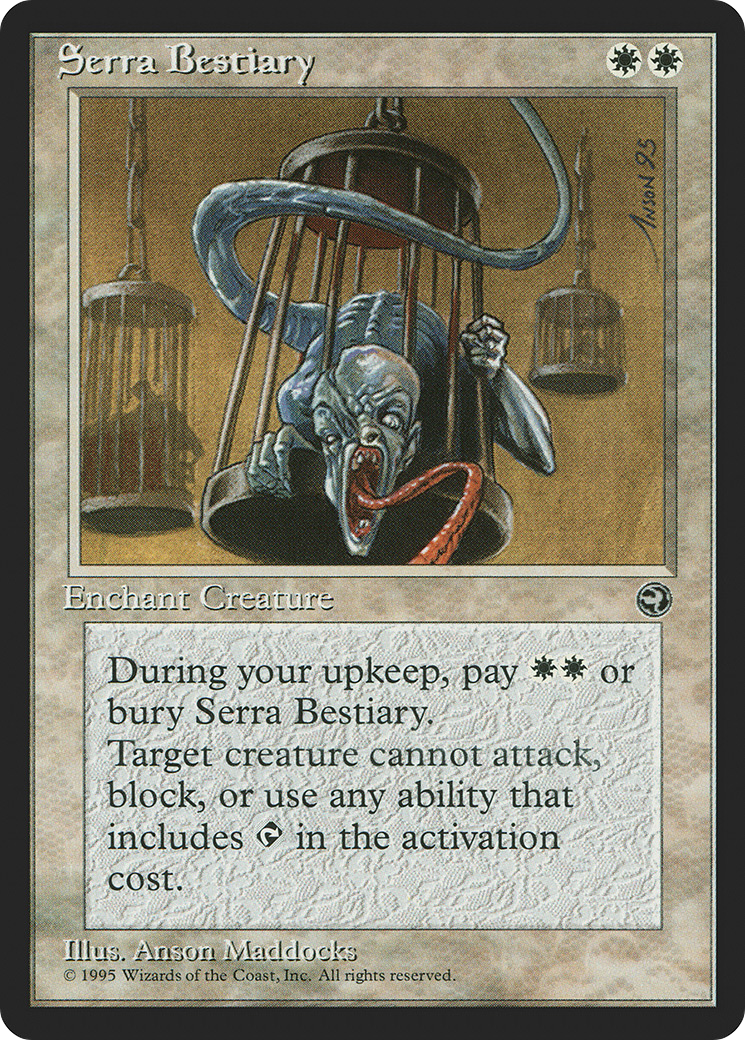 Serra Bestiary
ANSON 95
Enchant Creature
During your upkeep, pay or
bury Serra Bestiary.
Target creature cannot attack,
block, or use any ability that
includes in the activation
cost.
Illus. Anson Maddocks
© 1995 Wizards of the Coast, Inc. All rights reserved.